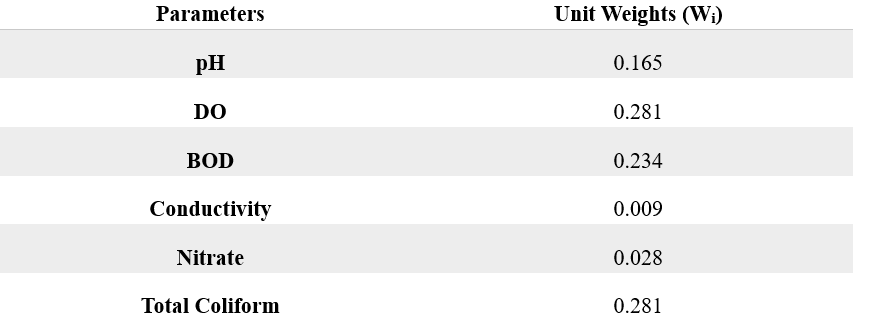 Parameters Unit Weights (Wᵢ)
pH 0.165
DO 0.281
BOD 0.234
Conductivity 0.009
Nitrate 0.028
Total Coliform 0.281